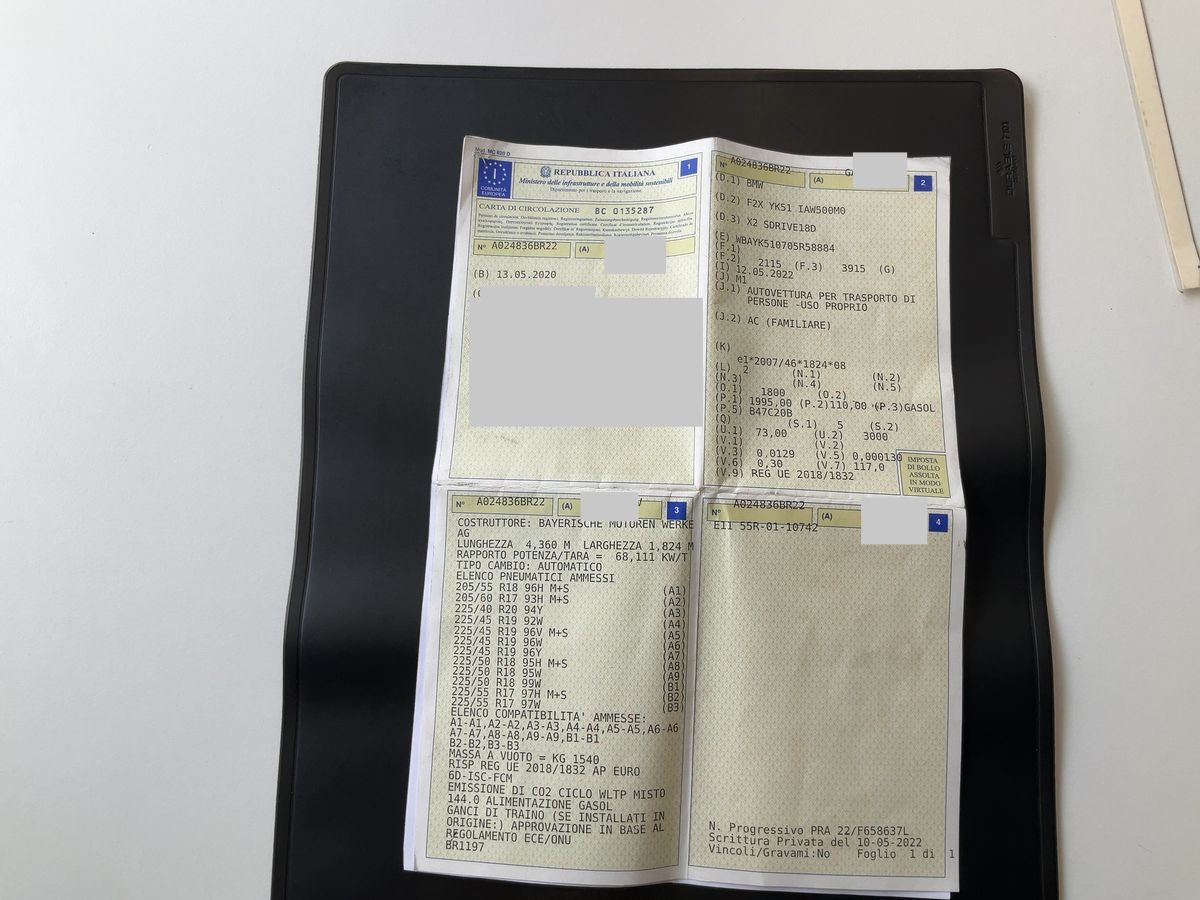 Mod. MC 820 D
COMUNITÀ
EUROPEA
I
REPUBBLICA ITALIANA
Ministero delle infrastrutture e della mobilità sostenibili
Dipartimento per i trasporti e la navigazione
1
CARTA DI CIRCOLAZIONE BC 0135287
N° A024836BR22 (A)
(B) 13.05.2020
N° A024836BR22 (A)
2
(D.1) BMW
(D.2) F2X YK51 IAW500M0
(D.3) X2 SDRIVE18D
(E) WBAYK510705R58884
(F.1)
(F.2) 2115 (F.3) 3915 (G)
(I) 12.05.2022
(J) M1
(J.1) AUTOVETTURA PER TRASPORTO DI
PERSONE -USO PROPRIO
(J.2) AC (FAMILIARE)
(K)
e1*2007/46*1824*08
(L) 2 (N.1) (N.2)
(N.3) (N.4) (N.5)
(O.1) 1800 (O.2)
(P.1) 1995,00 (P.2)110,00 (P.3)GASOL
(P.5) B47C20B
(Q) (S.1) 5 (S.2)
(U.1) 73,00 (U.2) 3000
(V.1) (V.2)
(V.3) 0,0129 (V.5) 0,000130
(V.6) 0,30 (V.7) 117,0
(V.9) REG UE 2018/1832
IMPOSTA
DI BOLLO
ASSOLTA
IN MODO
VIRTUALE
N° A024836BR22 (A)
3
COSTRUTTORE: BAYERISCHE MOTOREN WERKE
AG
LUNGHEZZA 4,360 M LARGHEZZA 1,824 M
RAPPORTO POTENZA/TARA = 68,111 KW/T
TIPO CAMBIO: AUTOMATICO
ELENCO PNEUMATICI AMMESSI
205/55 R18 96H M+S (A1)
205/60 R17 93H M+S (A2)
225/40 R20 94Y (A3)
225/45 R19 92W (A4)
225/45 R19 96V M+S (A5)
225/45 R19 96W (A6)
225/45 R19 96Y (A7)
225/50 R18 95H M+S (A8)
225/50 R18 95W (A9)
225/50 R18 99W (B1)
225/55 R17 97H M+S (B2)
225/55 R17 97W (B3)
ELENCO COMPATIBILITA' AMMESSE:
A1-A1,A2-A2,A3-A3,A4-A4,A5-A5,A6-A6
A7-A7,A8-A8,A9-A9,B1-B1
B2-B2,B3-B3
MASSA A VUOTO = KG 1540
RISP REG UE 2018/1832 AP EURO
6D-ISC-FCM
EMISSIONE DI CO2 CICLO WLTP MISTO
144.0 ALIMENTAZIONE GASOL
GANCI DI TRAINO (SE INSTALLATI IN
ORIGINE:) APPROVAZIONE IN BASE AL
REGOLAMENTO ECE/ONU
BR1197
N° A024836BR22 (A)
4
E11 55R-01-10742
N. Progressivo PRA 22/F658637L
Scrittura Privata del 10-05-2022
Vincoli/Gravami:No Foglio 1 di 1
DURABLE 7101